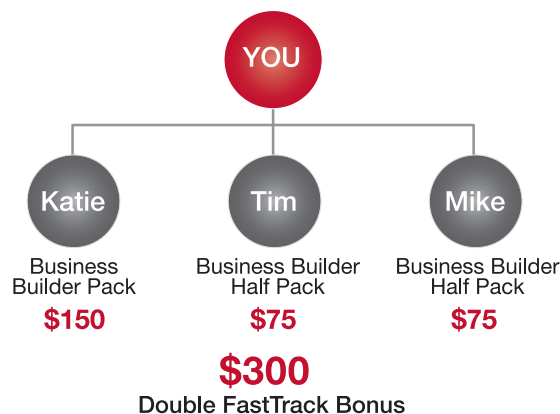 YOU
Katie
Tim
Mike
Business
Builder Pack
$150
Business Builder
Half Pack
$75
Business Builder
Half Pack
$75
$300
Double FastTrack Bonus